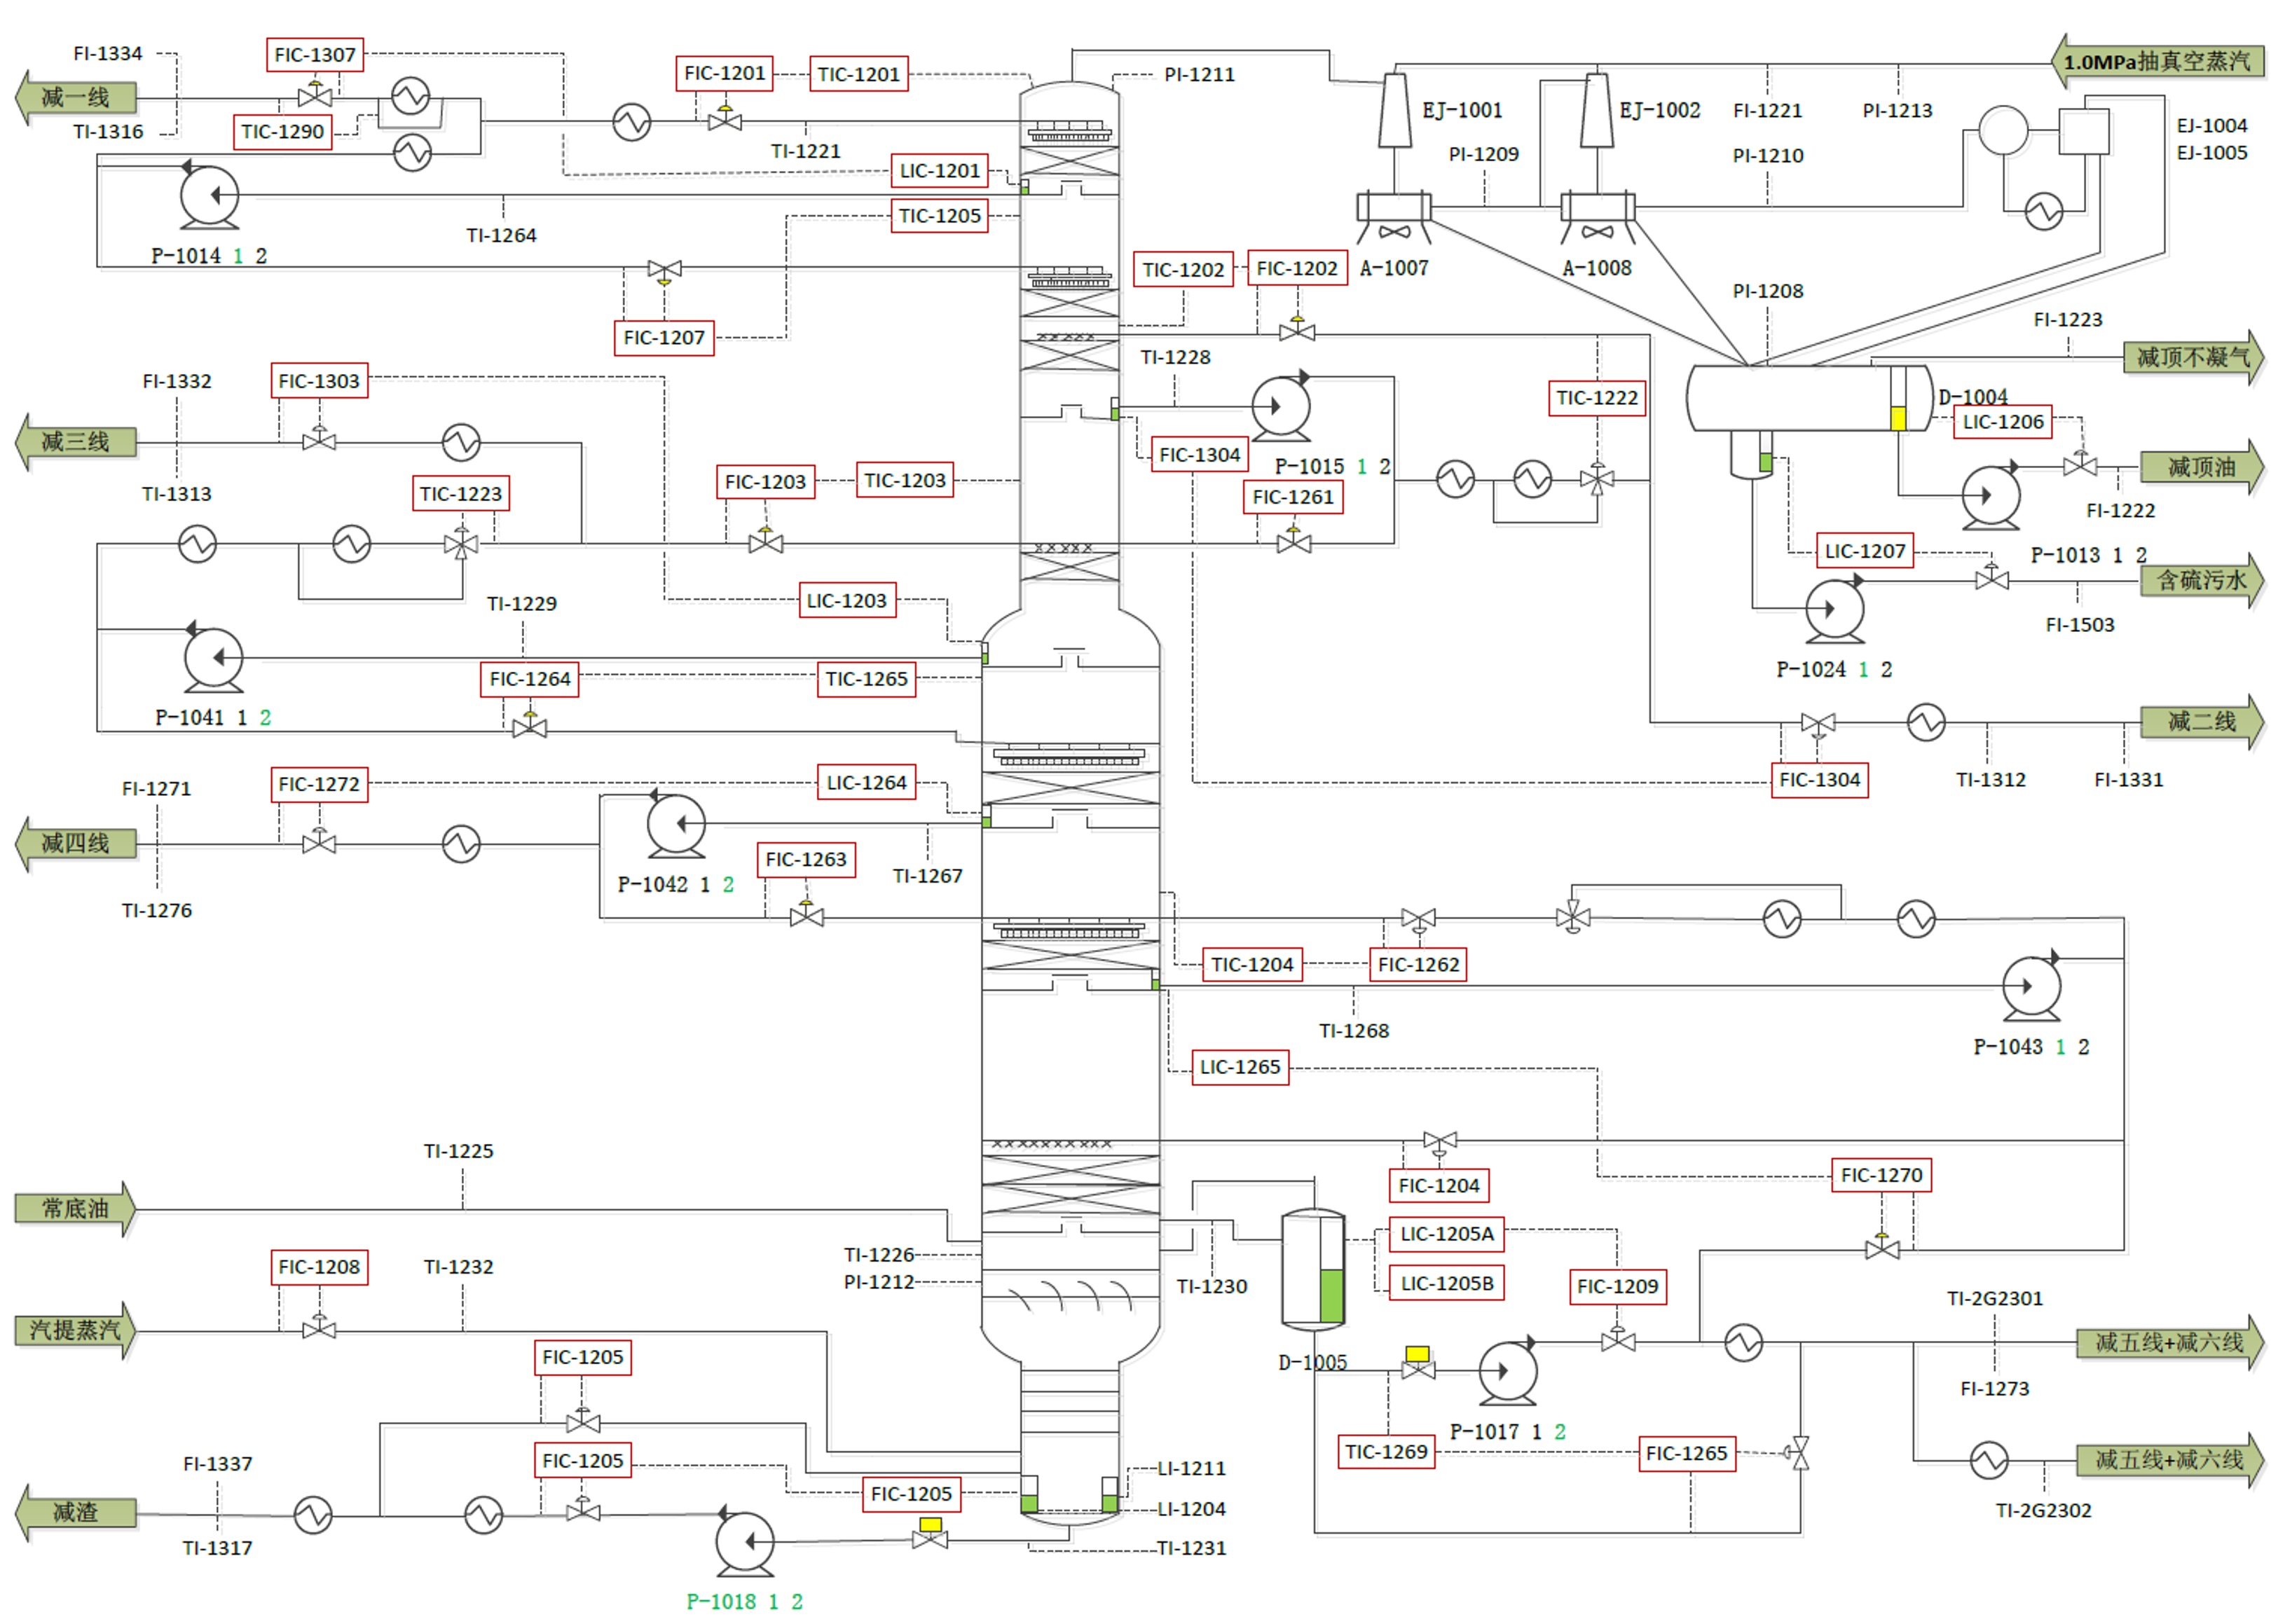 FI-1334
FIC-1307
减一线
TI-1316
TIC-1290
FIC-1201
TIC-1201
TI-1221
PI-1211
EJ-1001
EJ-1002
FI-1221
PI-1213
1.0MPa抽真空蒸汽
EJ-1004
EJ-1005
PI-1209
PI-1210
LIC-1201
TIC-1205
TI-1264
P-1014 1 2
FIC-1207
TIC-1202
FIC-1202
A-1007
A-1008
PI-1208
FI-1223
减顶不凝气
D-1004
LIC-1206
减顶油
FI-1222
P-1013 1 2
LIC-1207
含硫污水
FI-1503
P-1024 1 2
FI-1332
FIC-1303
减三线
TI-1313
TIC-1223
FIC-1203
TIC-1203
TI-1228
FIC-1304
P-1015 1 2
FIC-1261
TIC-1222
LIC-1203
TI-1229
FIC-1264
TIC-1265
P-1041 1 2
减二线
FIC-1304
TI-1312
FI-1331
FI-1271
FIC-1272
LIC-1264
减四线
TI-1276
P-1042 1 2
TI-1267
FIC-1263
TIC-1204
FIC-1262
P-1043 1 2
TI-1268
LIC-1265
TI-1225
常底油
FIC-1204
FIC-1270
TI-1226
PI-1212
TI-1230
LIC-1205A
LIC-1205B
FIC-1209
D-1005
FIC-1208
TI-1232
汽提蒸汽
FIC-1205
TI-2G2301
减五线+减六线
FI-1273
P-1017 1 2
TIC-1269
FIC-1265
减五线+减六线
TI-2G2302
FI-1337
FIC-1205
FIC-1205
减渣
TI-1317
LI-1211
LI-1204
TI-1231
P-1018 1 2